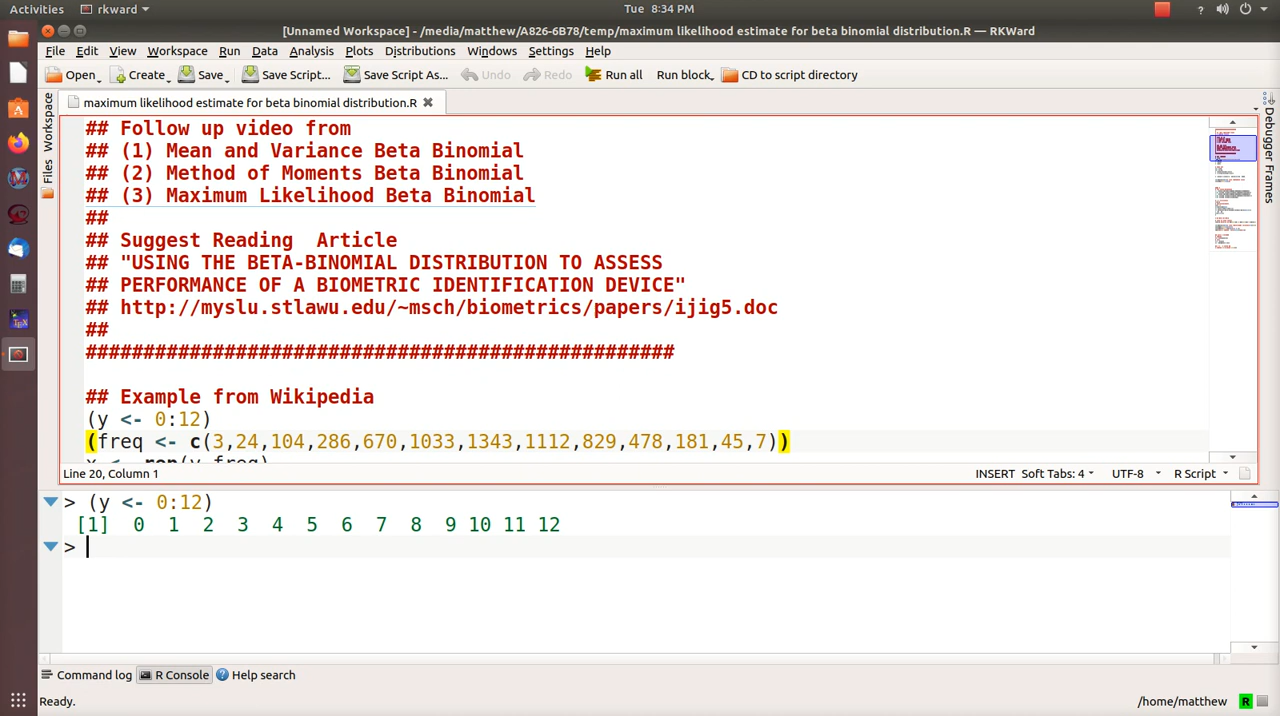 Activities rkward Tue 8:34 PM
[Unnamed Workspace] - /media/matthew/A826-6B78/temp/maximum likelihood estimate for beta binomial distribution.R — RKWard
File Edit View Workspace Run Data Analysis Plots Distributions Windows Settings Help
Open Create Save Save Script... Save Script As... Undo Redo Run all Run block CD to script directory
Workspace
Files
maximum likelihood estimate for beta binomial distribution.R
Debugger Frames
## Follow up video from
## (1) Mean and Variance Beta Binomial
## (2) Method of Moments Beta Binomial
## (3) Maximum Likelihood Beta Binomial
##
## Suggest Reading  Article
## "USING THE BETA-BINOMIAL DISTRIBUTION TO ASSESS
## PERFORMANCE OF A BIOMETRIC IDENTIFICATION DEVICE"
## http://myslu.stlawu.edu/~msch/biometrics/papers/ijig5.doc
##
###################################################
## Example from Wikipedia
(y <- 0:12)
(freq <- c(3,24,104,286,670,1033,1343,1112,829,478,181,45,7))
Line 20, Column 1 INSERT Soft Tabs: 4 UTF-8 R Script
> (y <- 0:12)
[1] 0 1 2 3 4 5 6 7 8 9 10 11 12
>
Command log R Console Help search
Ready. /home/matthew R